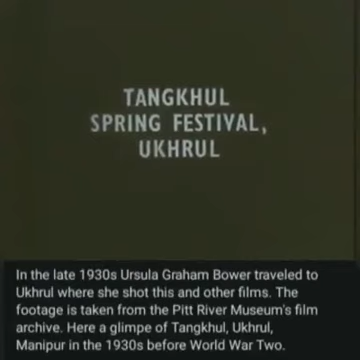 TANGKHUL
SPRING FESTIVAL,
UKHRUL
In the late 1930s Ursula Graham Bower traveled to
Ukhrul where she shot this and other films. The
footage is taken from the Pitt River Museum's film
archive. Here a glimpe of Tangkhul, Ukhrul,
Manipur in the 1930s before World War Two.